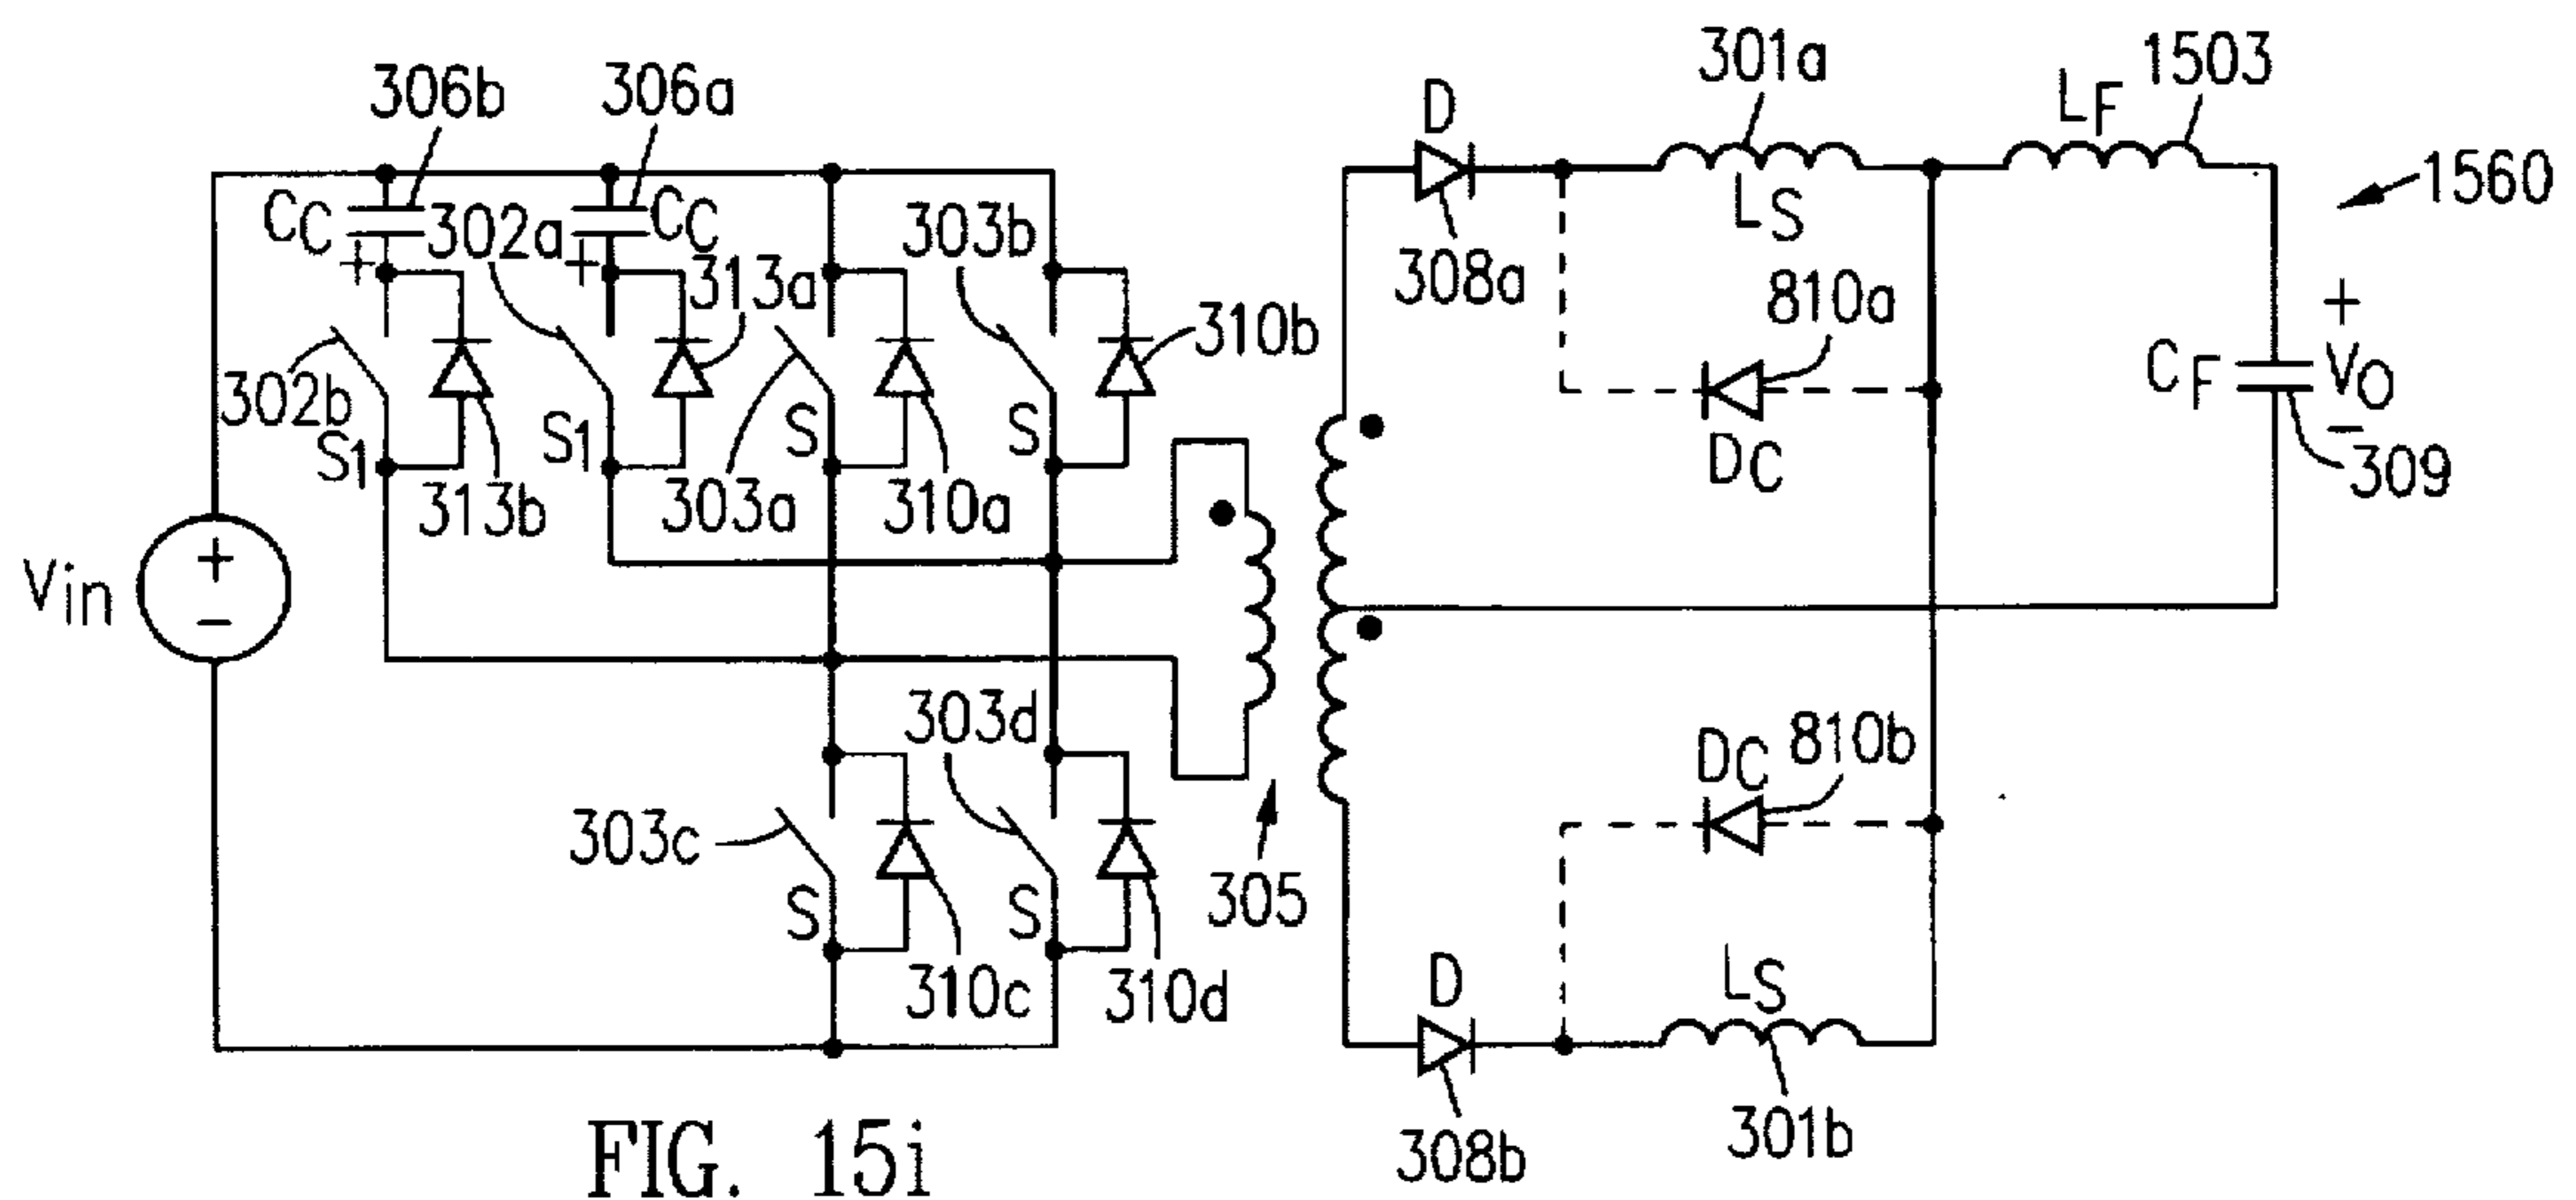 301a
1503
306b
306a
D
LF
1560
CC
302a
CC
303b
LS
308a
+
+
313a
810a
310b
+
302b
S1
S1
S
S
CF
VO
−
DC
309
313b
303a
310a
+
Vin
−
303d
DC
810b
303c
305
S
S
D
LS
310c
310d
308b
301b
FIG. 15i